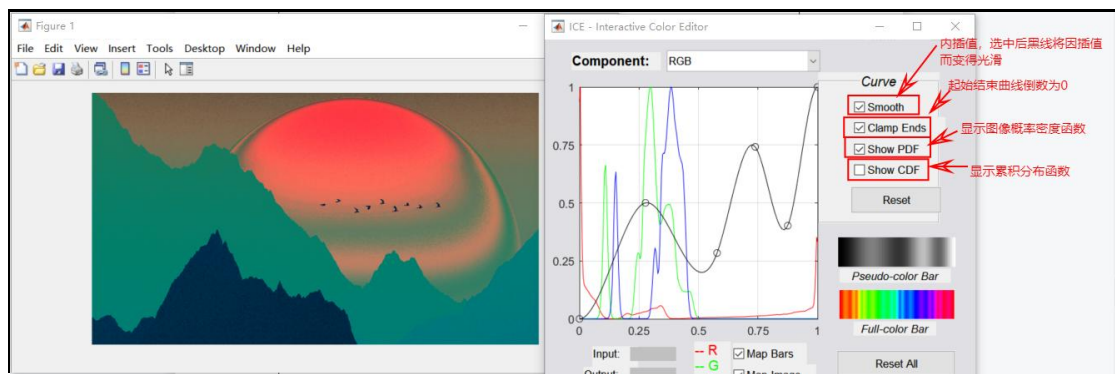 Figure 1
File Edit View Insert Tools Desktop Window Help
ICE - Interactive Color Editor
Component:
RGB
1
0.75
0.5
0.25
0
0
0.25
0.5
0.75
1
Curve
Smooth
Clamp Ends
Show PDF
Show CDF
Reset
内插值，选中后黑线将因插值
而变得光滑
起始结束曲线倒数为0
显示图像概率密度函数
显示累积分布函数
Pseudo-color Bar
Full-color Bar
Input:
Output:
-- R
-- G
Map Bars
Map Image
Reset All